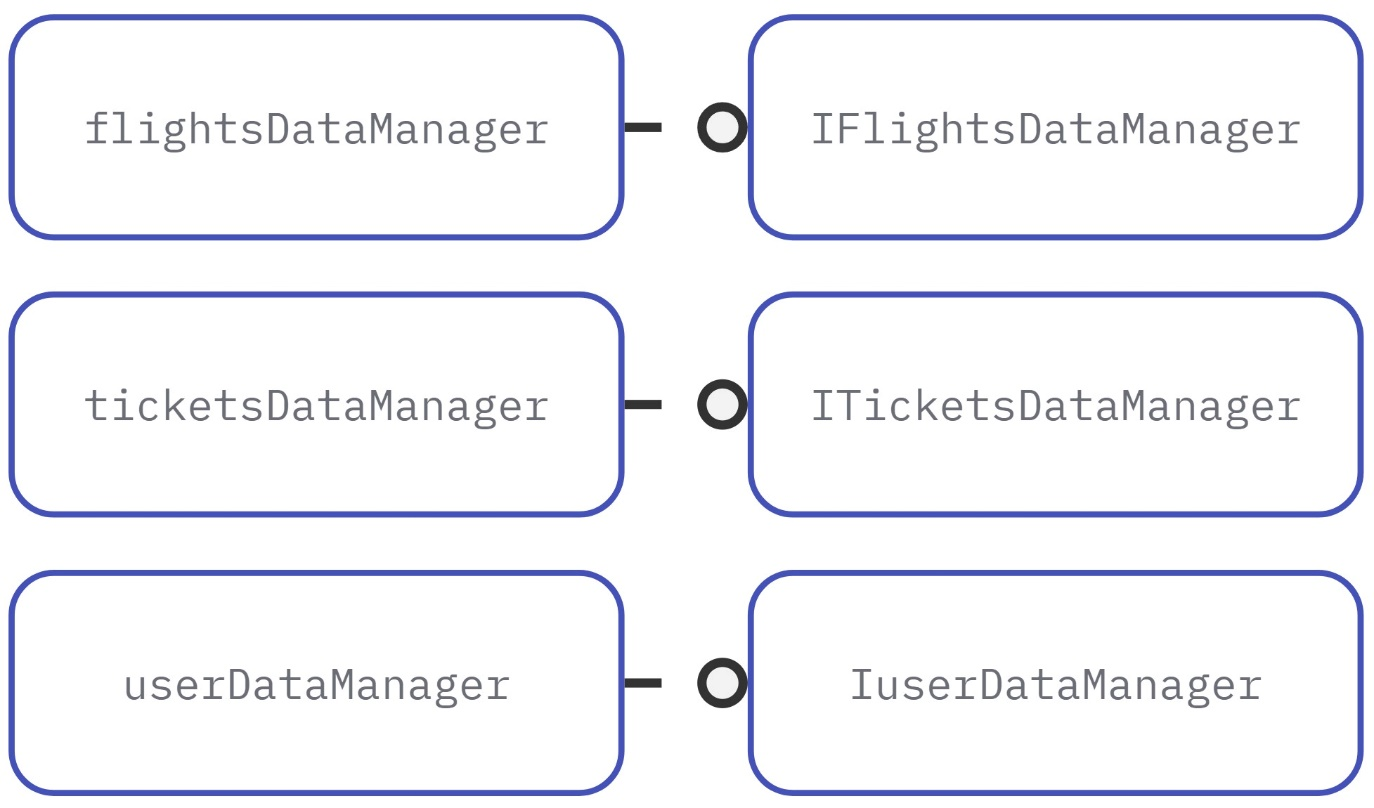 flightsDataManager
IFlightsDataManager
ticketsDataManager
ITicketsDataManager
userDataManager
IuserDataManager